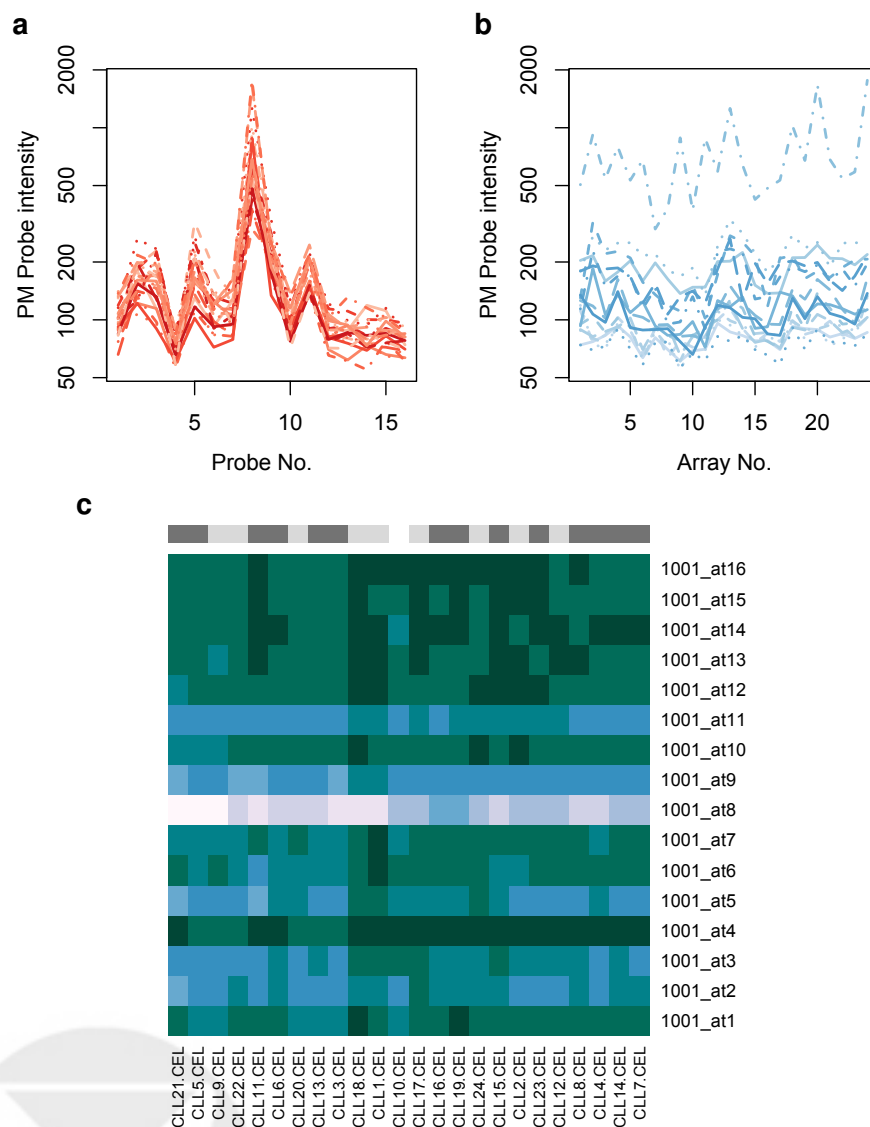 a
b
PM Probe intensity
50
100
200
500
2000
5
10
15
Probe No.
PM Probe intensity
50
100
200
500
2000
5
10
15
20
Array No.
c
1001_at16
1001_at15
1001_at14
1001_at13
1001_at12
1001_at11
1001_at10
1001_at9
1001_at8
1001_at7
1001_at6
1001_at5
1001_at4
1001_at3
1001_at2
1001_at1
CLL21.CEL
CLL5.CEL
CLL9.CEL
CLL22.CEL
CLL11.CEL
CLL6.CEL
CLL20.CEL
CLL13.CEL
CLL3.CEL
CLL18.CEL
CLL1.CEL
CLL10.CEL
CLL17.CEL
CLL16.CEL
CLL19.CEL
CLL24.CEL
CLL15.CEL
CLL2.CEL
CLL23.CEL
CLL12.CEL
CLL8.CEL
CLL4.CEL
CLL14.CEL
CLL7.CEL